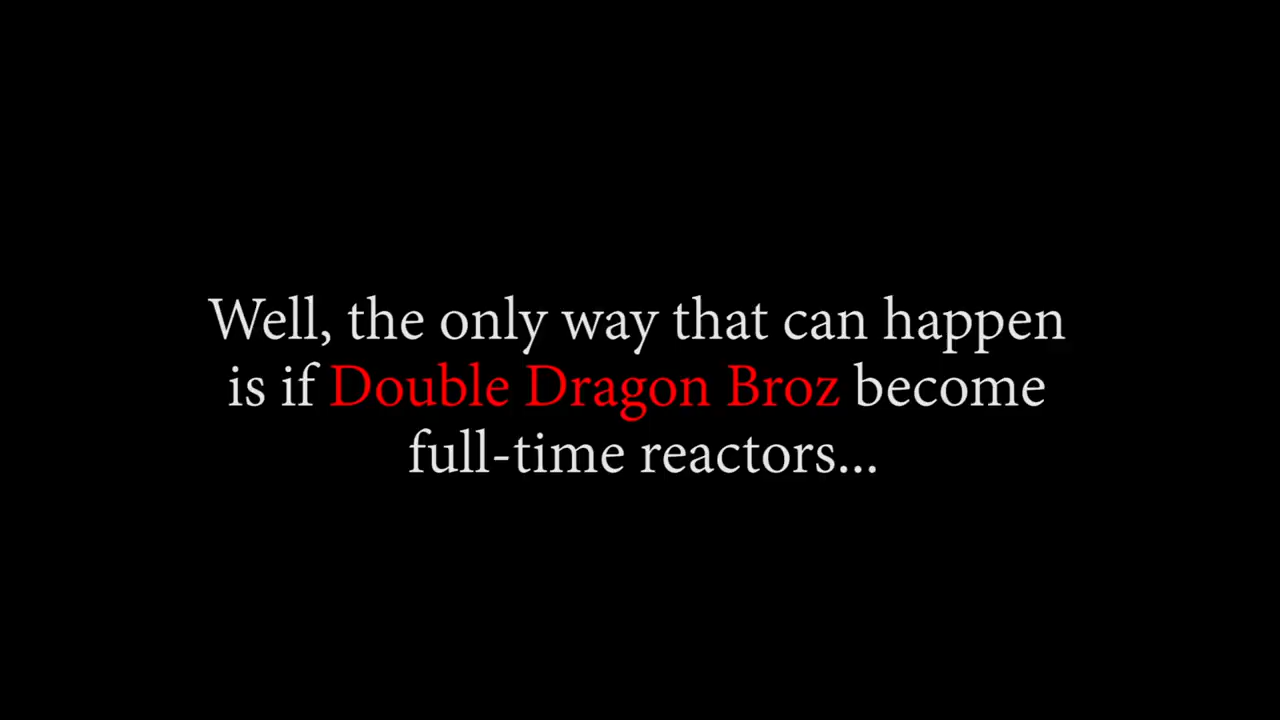 Well, the only way that can happen
is if Double Dragon Broz become
full-time reactors...